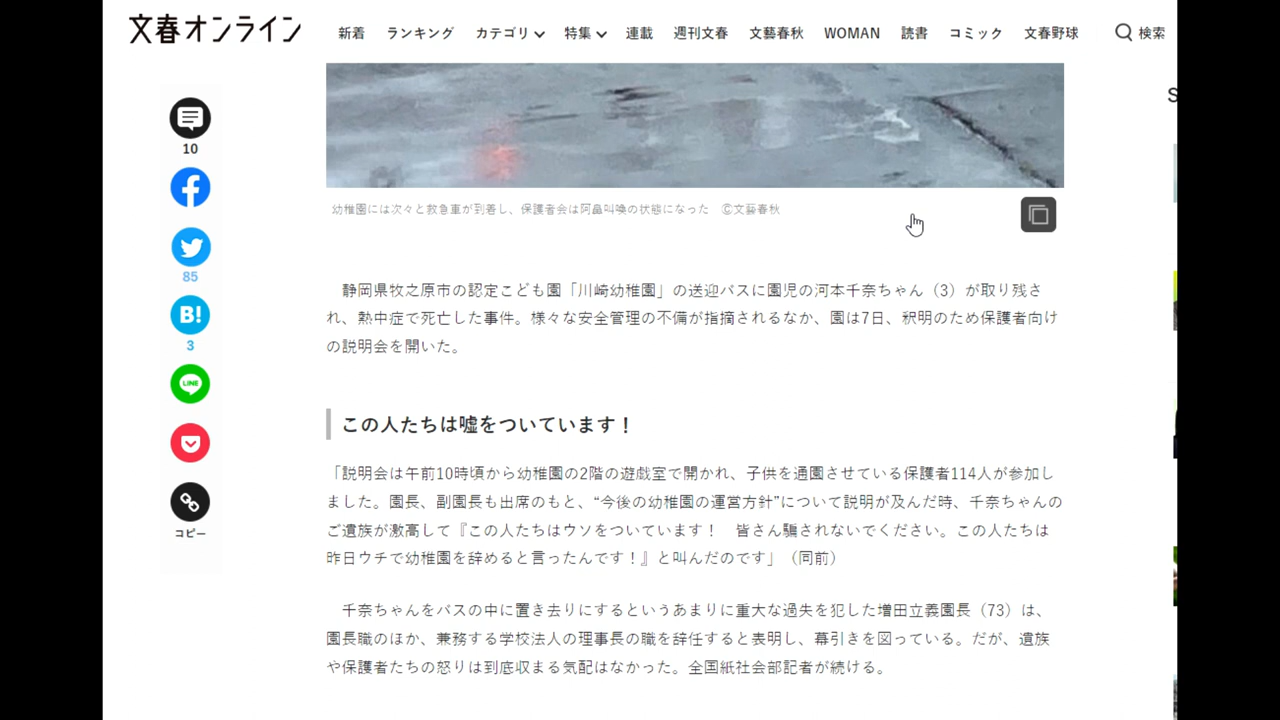 文春オンライン
新着 ランキング カテゴリ 特集 連載 週刊文春 文藝春秋 WOMAN 読書 コミック 文春野球 検索
S
10
85
B!
3
LINE
コピー
幼稚園には次々と救急車が到着し、保護者会は阿鼻叫喚の状態になった ©文藝春秋
静岡県牧之原市の認定こども園「川崎幼稚園」の送迎バスに園児の河本千奈ちゃん（3）が取り残さ
れ、熱中症で死亡した事件。様々な安全管理の不備が指摘されるなか、園は7日、釈明のため保護者向け
の説明会を開いた。
この人たちは嘘をついています！
「説明会は午前10時頃から幼稚園の2階の遊戯室で開かれ、子供を通園させている保護者114人が参加し
ました。園長、副園長も出席のもと、“今後の幼稚園の運営方針”について説明が及んだ時、千奈ちゃんの
ご遺族が激高して『この人たちはウソをついています！　皆さん騙されないでください。この人たちは
昨日ウチで幼稚園を辞めると言ったんです！』と叫んだのです」（同前）
千奈ちゃんをバスの中に置き去りにするというあまりに重大な過失を犯した増田立義園長（73）は、
園長職のほか、兼務する学校法人の理事長の職を辞任すると表明し、幕引きを図っている。だが、遺族
や保護者たちの怒りは到底収まる気配はなかった。全国紙社会部記者が続ける。